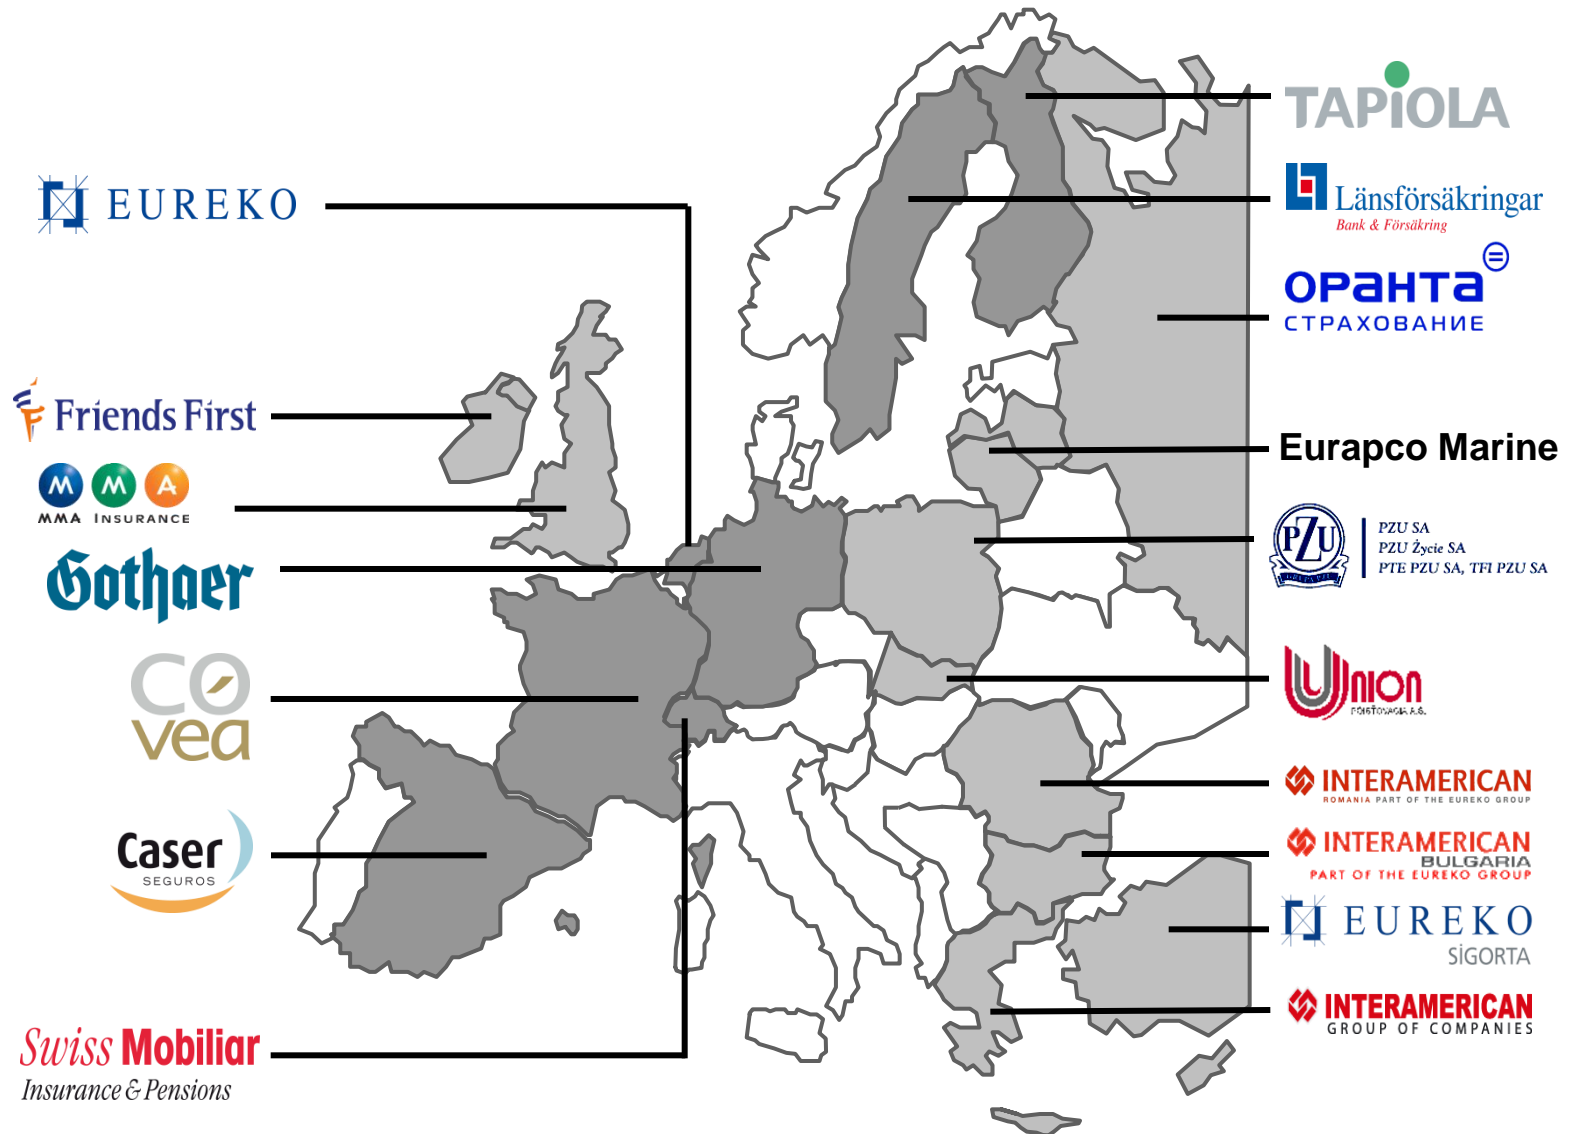 EUREKO
Friends First
M M A
MMA INSURANCE
Gothaer
COvea
Caser
SEGUROS
Swiss Mobiliar
Insurance & Pensions
TAPiOLA
Länsförsäkringar
Bank & Försäkring
ОРАНТА
СТРАХОВАНИЕ
Eurapco Marine
PZU
PZU SA
PZU Życie SA
PTE PZU SA, TFI PZU SA
UNION
POISŤOVACIA A.S.
INTERAMERICAN
ROMANIA PART OF THE EUREKO GROUP
INTERAMERICAN
BULGARIA
PART OF THE EUREKO GROUP
EUREKO
SİGORTA
INTERAMERICAN
GROUP OF COMPANIES